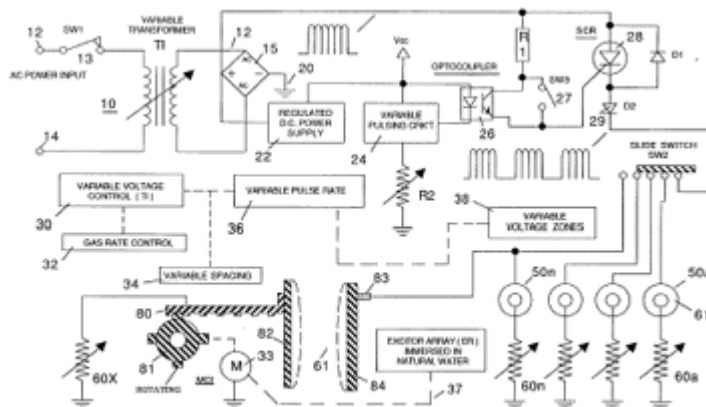 VARIABLE
TRANSFORMER
T1
12
SW1
13
12
15
AC POWER INPUT
10
14
AC
AC
20
REGULATED
D.C. POWER
SUPPLY
22
Vcc
VARIABLE
PULSING CRK'T
24
R2
OPTOCOUPLER
26
R
1
SW3
27
SCR
28
D1
D2
29
SLIDE SWITCH
SW2
VARIABLE VOLTAGE
CONTROL (T1)
30
VARIABLE PULSE RATE
36
38
VARIABLE
VOLTAGE ZONES
GAS RATE CONTROL
32
VARIABLE SPACING
34
80
81
60X
ROTATING
M
33
82
61
83
84
EXCITOR ARRAY (ER)
IMMERSED IN
NATURAL WATER
37
50n
60n
50a
61
60a